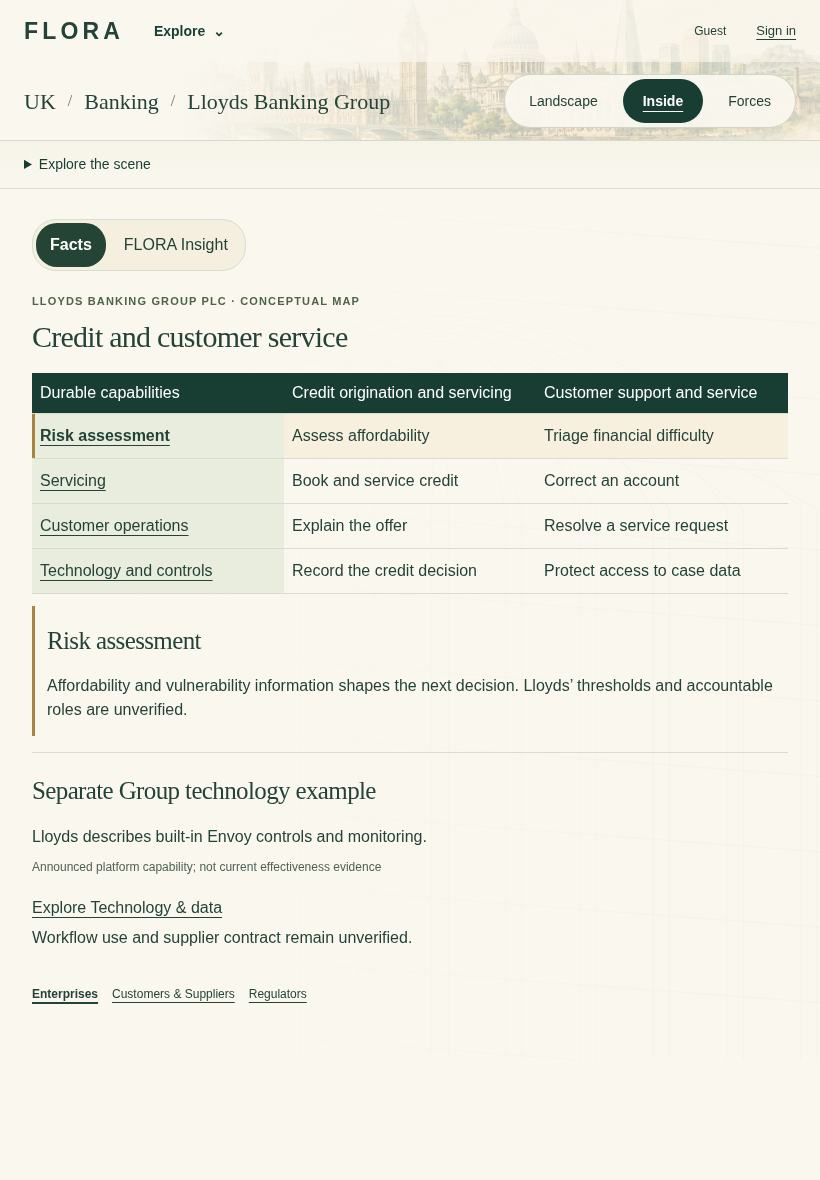 FLORA Explore Guest Sign in
UK / Banking / Lloyds Banking Group Landscape Inside Forces
Explore the scene
Facts FLORA Insight
LLOYDS BANKING GROUP PLC · CONCEPTUAL MAP
Credit and customer service
Durable capabilities Credit origination and servicing Customer support and service
Risk assessment Assess affordability Triage financial difficulty
Servicing Book and service credit Correct an account
Customer operations Explain the offer Resolve a service request
Technology and controls Record the credit decision Protect access to case data
Risk assessment
Affordability and vulnerability information shapes the next decision. Lloyds’ thresholds and accountable
roles are unverified.
Separate Group technology example
Lloyds describes built-in Envoy controls and monitoring.
Announced platform capability; not current effectiveness evidence
Explore Technology & data
Workflow use and supplier contract remain unverified.
Enterprises Customers & Suppliers Regulators